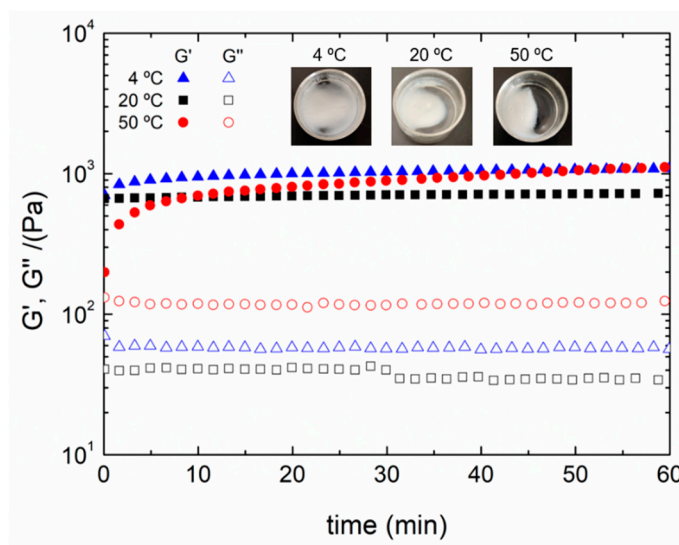 G' G"
4 ºC
20 ºC
50 ºC
4 ºC 20 ºC 50 ºC
10⁴
10³
10²
10¹
G', G" /(Pa)
0 10 20 30 40 50 60
time (min)